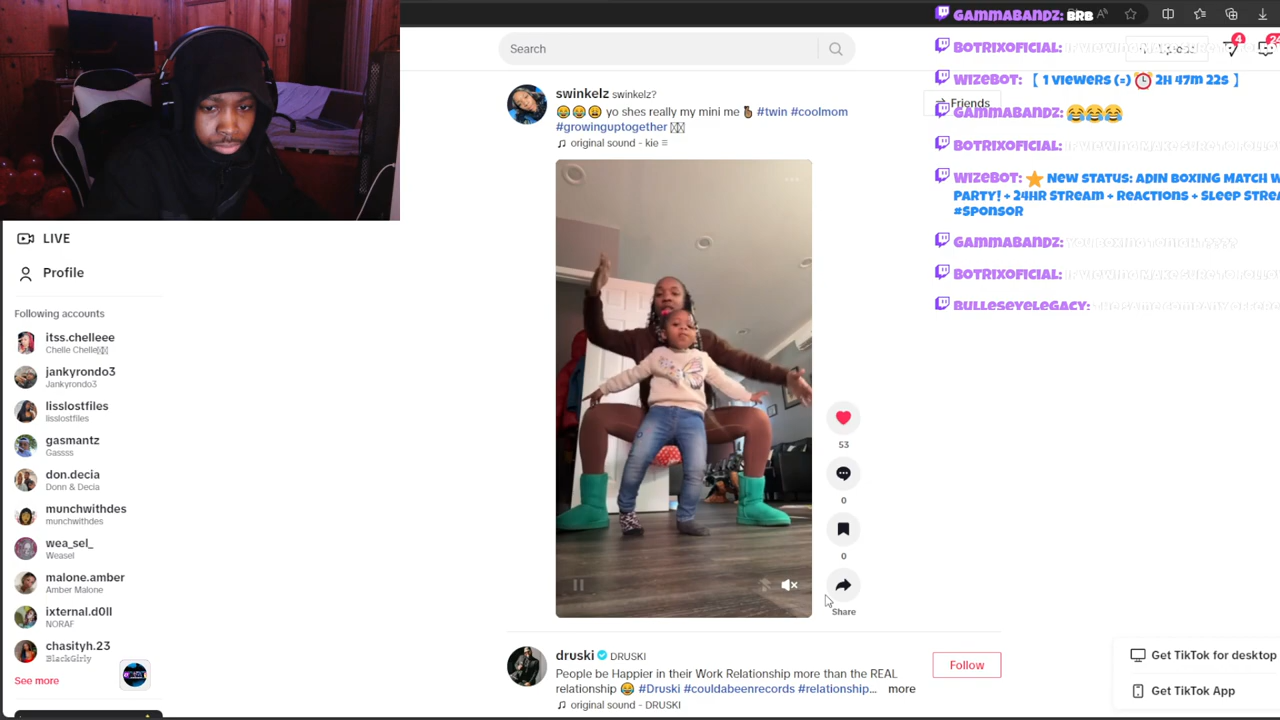 Search
swinkelz swinkelz?
😂😂😩 yo shes really my mini me #twin #coolmom
#growinguptogether
♫ original sound - kie
Friends
4
24
GAMMABANDZ: BRB
BOTRIXOFICIAL:
WIZEBOT: 【 1 VIEWERS (=) ⏰ 2H 47M 22S 】
GAMMABANDZ: 😂😂😂
BOTRIXOFICIAL:
WIZEBOT: ⭐ NEW STATUS: ADIN BOXING MATCH W
PARTY! + 24HR STREAM + REACTIONS + SLEEP STRE
#SPONSOR
GAMMABANDZ:
BOTRIXOFICIAL:
BULLESEYELEGACY:
LIVE
Profile
Following accounts
itss.chelleee
Chelle Chelle
jankyrondo3
Jankyrondo3
lisslostfiles
lisslostfiles
gasmantz
Gassss
don.decia
Donn & Decia
munchwithdes
munchwithdes
wea_sel_
Weasel
malone.amber
Amber Malone
ixternal.d0ll
NORAF
chasityh.23
BlackGirly
See more
53
0
0
Share
druski DRUSKI
Follow
People be Happier in their Work Relationship more than the REAL
relationship 😂 #Druski #couldabeenrecords #relationship... more
♫ original sound - DRUSKI
Get TikTok for desktop
Get TikTok App